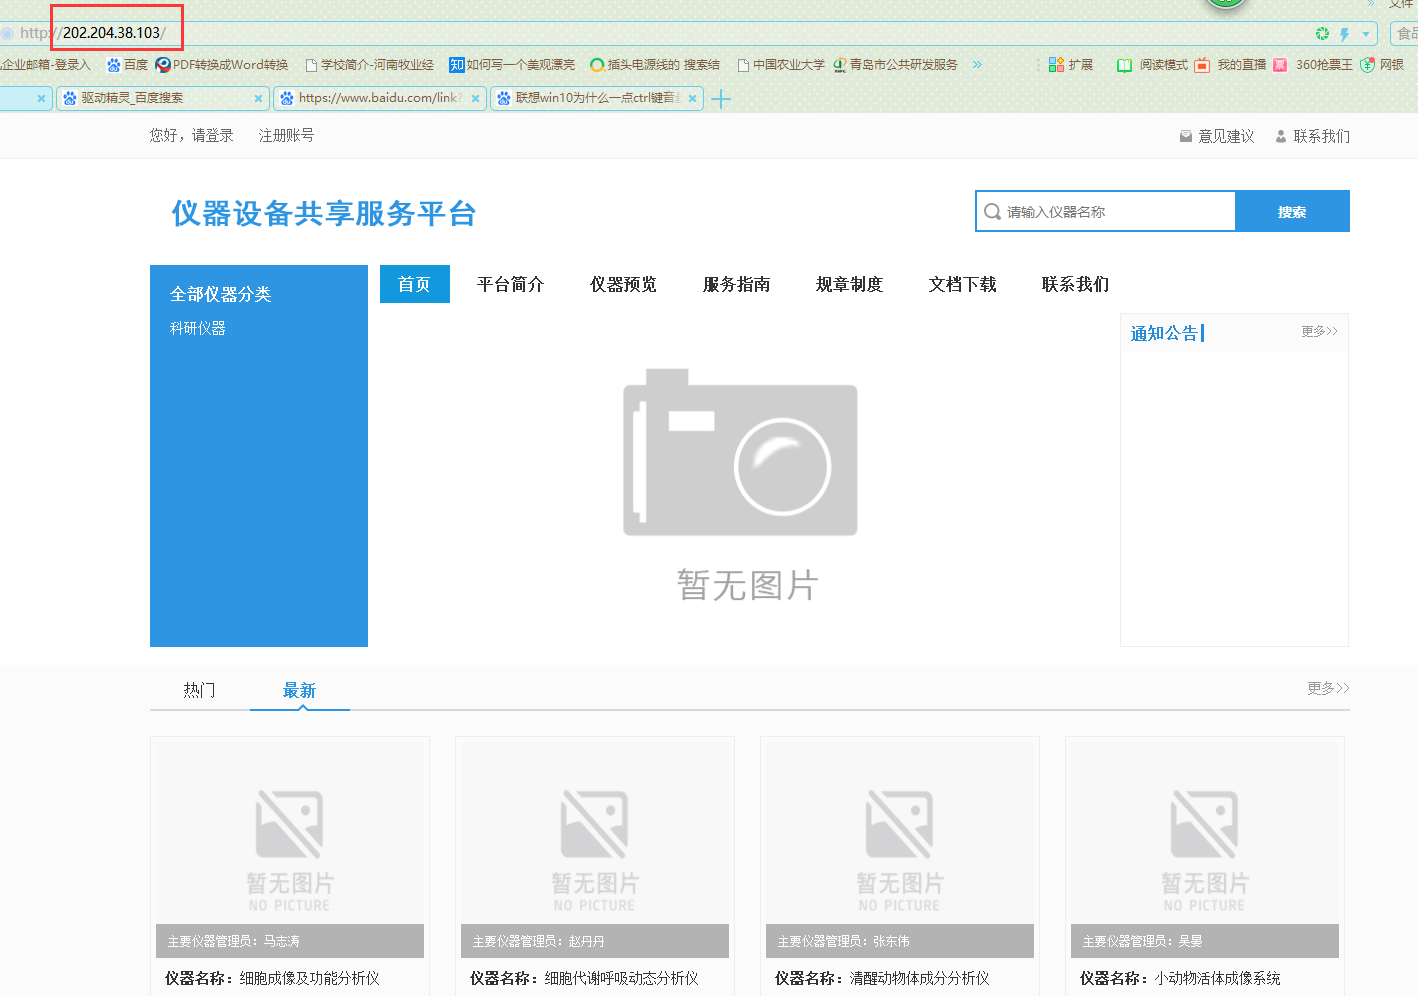 文件
http://202.204.38.103/
食品
企业邮箱-登录入 百度 PDF转换成Word转换 学校简介-河南牧业经 如何写一个美观漂亮 插头电源线的 搜索结 中国农业大学 青岛市公共研发服务 » 扩展 阅读模式 我的直播 360抢票王 网银
驱动精灵_百度搜索 https://www.baidu.com/link? 联想win10为什么一点ctrl键音量
您好，请登录 注册账号 意见建议 联系我们
仪器设备共享服务平台 请输入仪器名称 搜索
全部仪器分类 首页 平台简介 仪器预览 服务指南 规章制度 文档下载 联系我们
科研仪器
通知公告 更多>>
暂无图片
热门 最新 更多>>
暂无图片 暂无图片 暂无图片 暂无图片
NO PICTURE NO PICTURE NO PICTURE NO PICTURE
主要仪器管理员：马志涛 主要仪器管理员：赵丹丹 主要仪器管理员：张东伟 主要仪器管理员：吴晏
仪器名称：细胞成像及功能分析仪 仪器名称：细胞代谢呼吸动态分析仪 仪器名称：清醒动物体成分分析仪 仪器名称：小动物活体成像系统